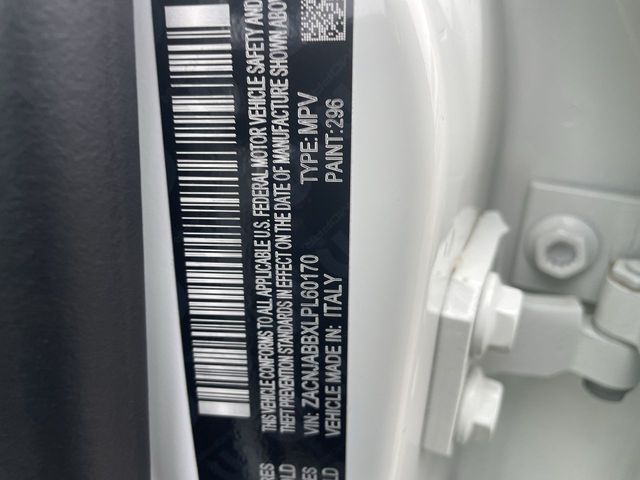 THIS VEHICLE CONFORMS TO ALL APPLICABLE U.S. FEDERAL MOTOR VEHICLE SAFETY AND
THEFT PREVENTION STANDARDS IN EFFECT ON THE DATE OF MANUFACTURE SHOWN ABOV
VIN: ZACNJABBXLPL60170 TYPE: MPV
VEHICLE MADE IN: ITALY PAINT: 296